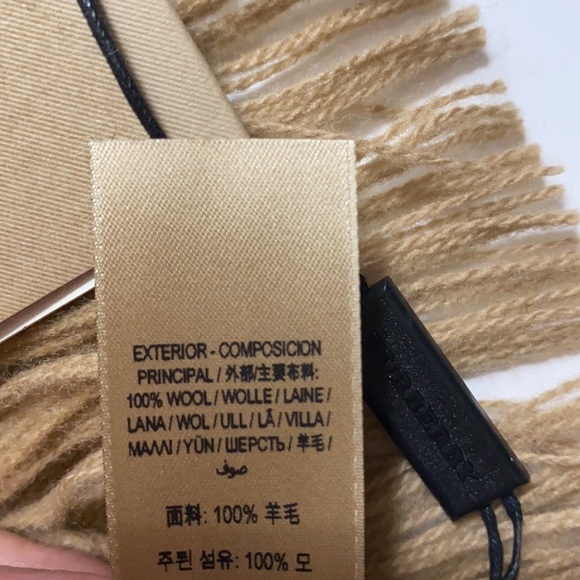 EXTERIOR - COMPOSICION
PRINCIPAL / 外部/主要布料:
100% WOOL / WOLLE / LAINE /
LANA / WOL / ULL / LÃ / VILLA /
ΜΑΛΛΙ / YÜN / ШЕРСТЬ / 羊毛 /
صوف
面料: 100% 羊毛
주된 섬유: 100% 모
BURBERRY